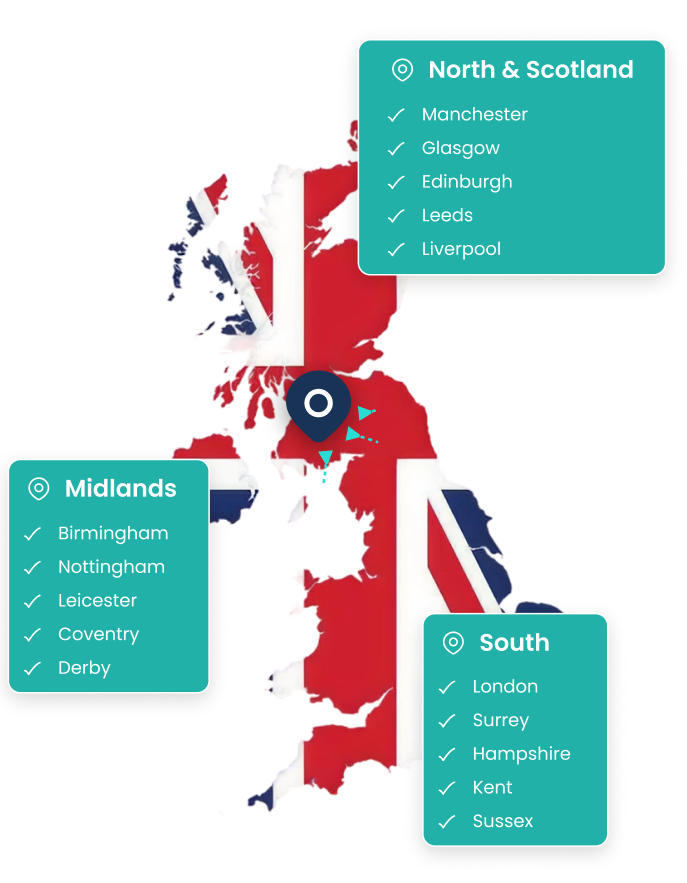 North & Scotland
Manchester
Glasgow
Edinburgh
Leeds
Liverpool
Midlands
Birmingham
Nottingham
Leicester
Coventry
Derby
South
London
Surrey
Hampshire
Kent
Sussex